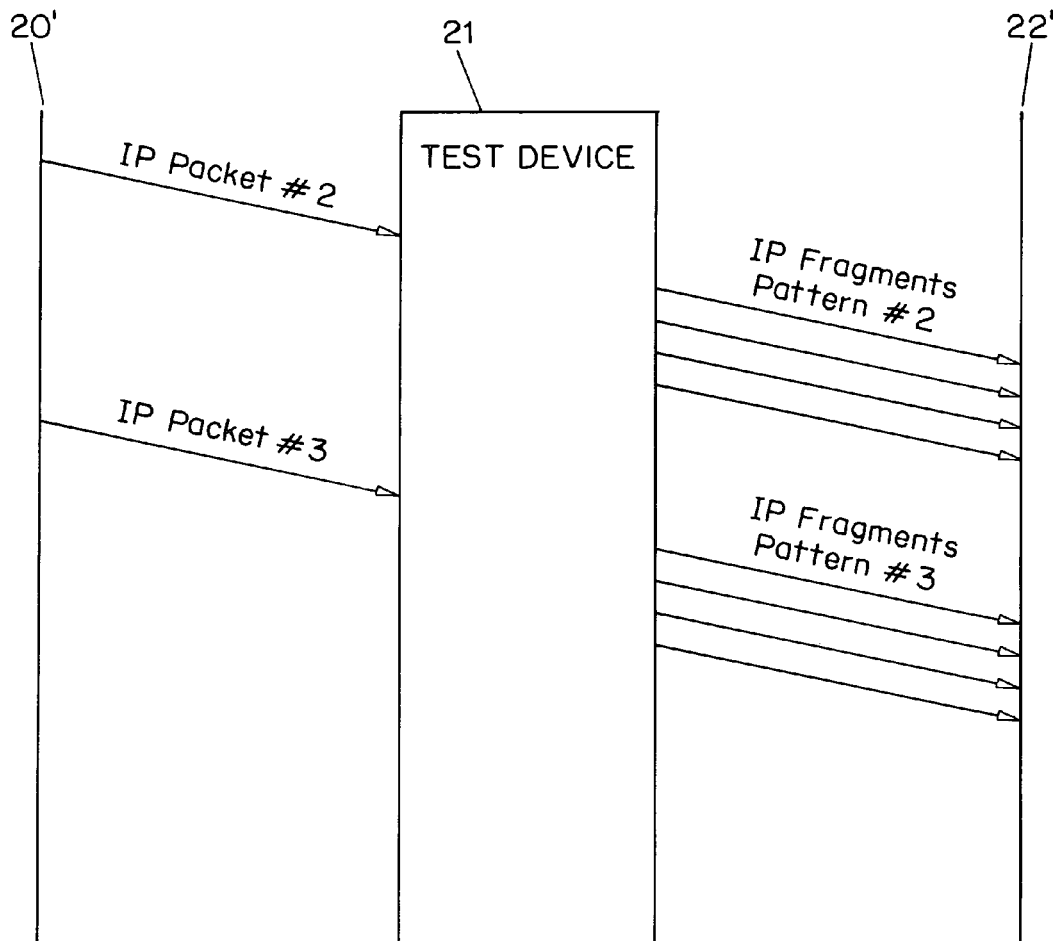 20'
21
22'
TEST DEVICE
IP Packet #2
IP Fragments
Pattern #2
IP Packet #3
IP Fragments
Pattern #3